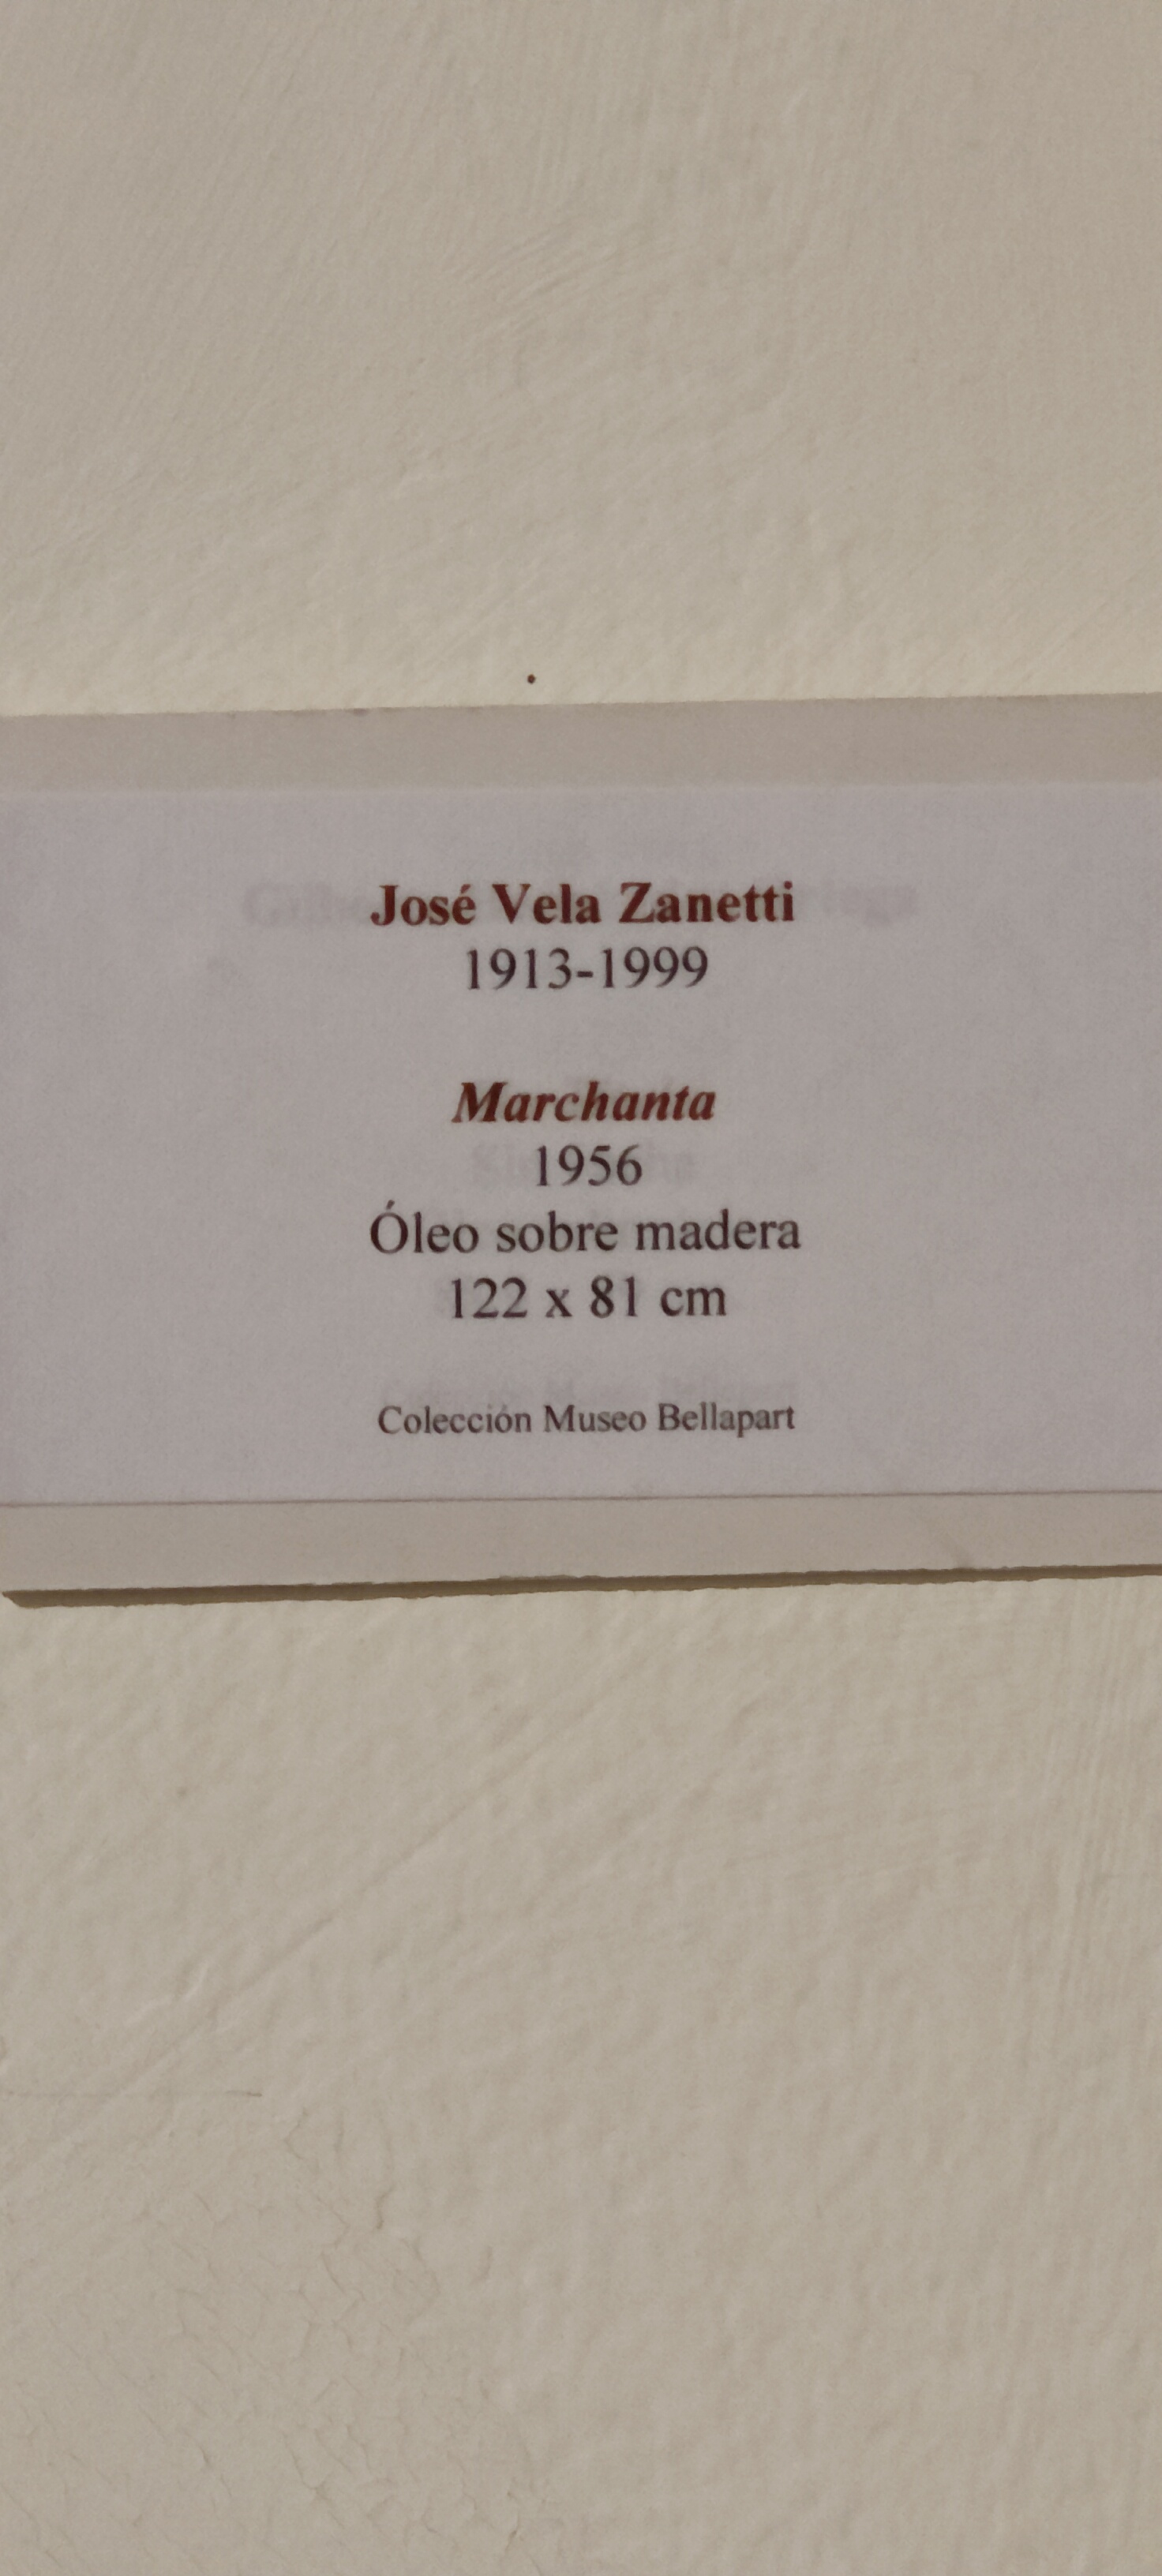 José Vela Zanetti
1913-1999
Marchanta
1956
Óleo sobre madera
122 x 81 cm
Colección Museo Bellapart